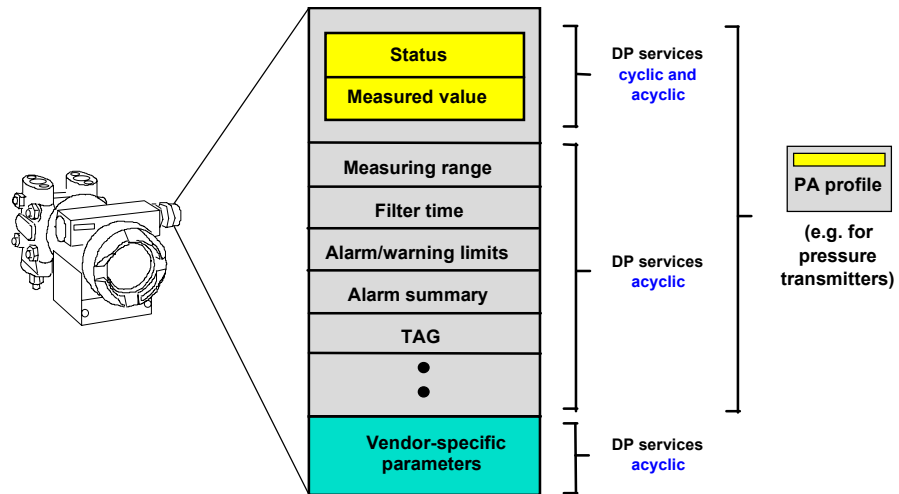 Status
Measured value
Measuring range
Filter time
Alarm/warning limits
Alarm summary
TAG
Vendor-specific
parameters
DP services
cyclic and
acyclic
DP services
acyclic
DP services
acyclic
PA profile
(e.g. for
pressure
transmitters)